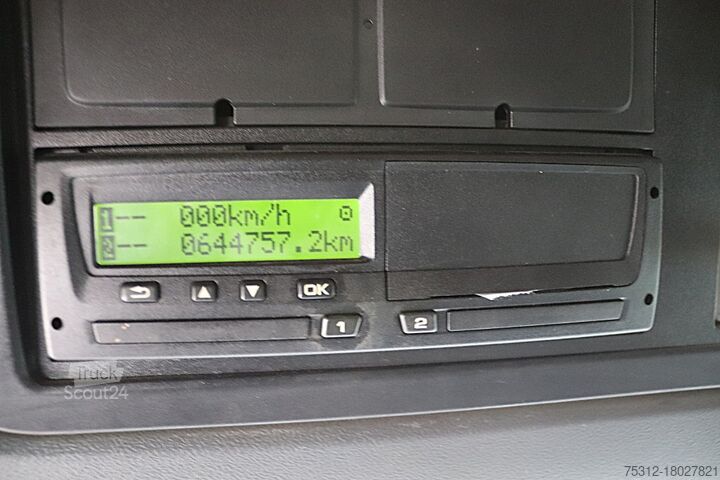 1-- 000km/h
2-- 0644757.2km
OK
1 2
Truck
Scout24
75312-18027821